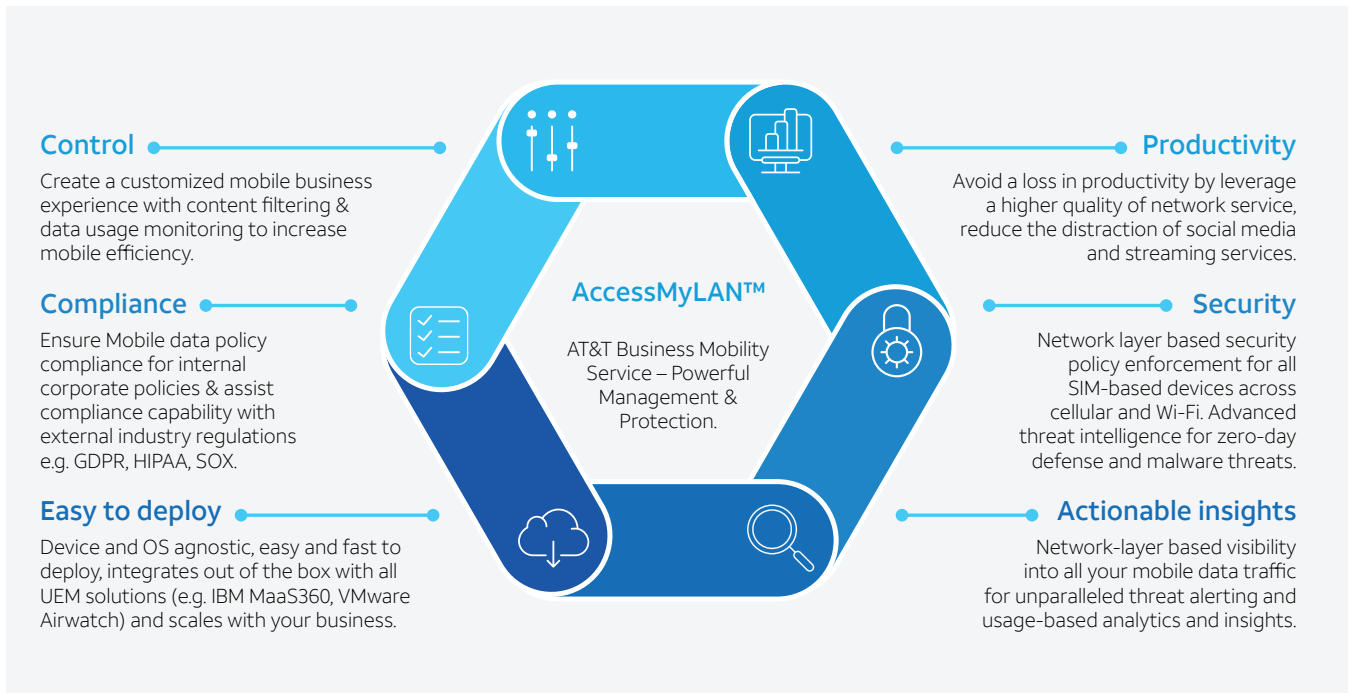 Control
Create a customized mobile business
experience with content filtering &
data usage monitoring to increase
mobile efficiency.
Compliance
Ensure Mobile data policy
compliance for internal
corporate policies & assist
compliance capability with
external industry regulations
e.g. GDPR, HIPAA, SOX.
Easy to deploy
Device and OS agnostic, easy and fast to
deploy, integrates out of the box with all
UEM solutions (e.g. IBM MaaS360, VMware
Airwatch) and scales with your business.
AccessMyLAN™
AT&T Business Mobility
Service – Powerful
Management &
Protection.
Productivity
Avoid a loss in productivity by leverage
a higher quality of network service,
reduce the distraction of social media
and streaming services.
Security
Network layer based security
policy enforcement for all
SIM-based devices across
cellular and Wi-Fi. Advanced
threat intelligence for zero-day
defense and malware threats.
Actionable insights
Network-layer based visibility
into all your mobile data traffic
for unparalleled threat alerting and
usage-based analytics and insights.